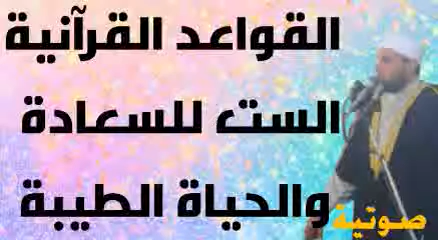 القواعد القرآنية
الست للسعادة
والحياة الطيبة
صوتية